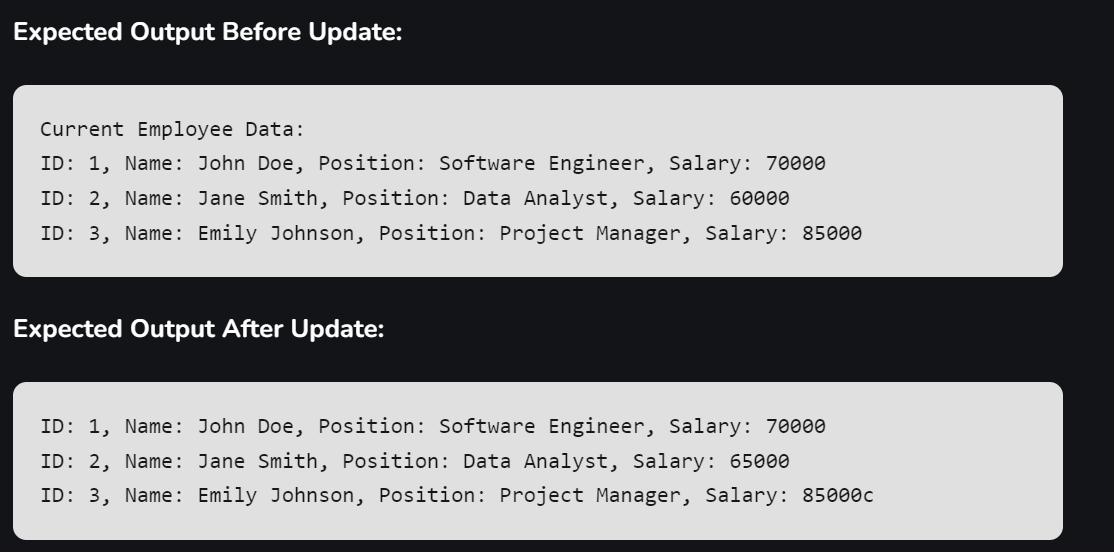 Expected Output Before Update:
Current Employee Data:
ID: 1, Name: John Doe, Position: Software Engineer, Salary: 70000
ID: 2, Name: Jane Smith, Position: Data Analyst, Salary: 60000
ID: 3, Name: Emily Johnson, Position: Project Manager, Salary: 85000
Expected Output After Update:
ID: 1, Name: John Doe, Position: Software Engineer, Salary: 70000
ID: 2, Name: Jane Smith, Position: Data Analyst, Salary: 65000
ID: 3, Name: Emily Johnson, Position: Project Manager, Salary: 85000c